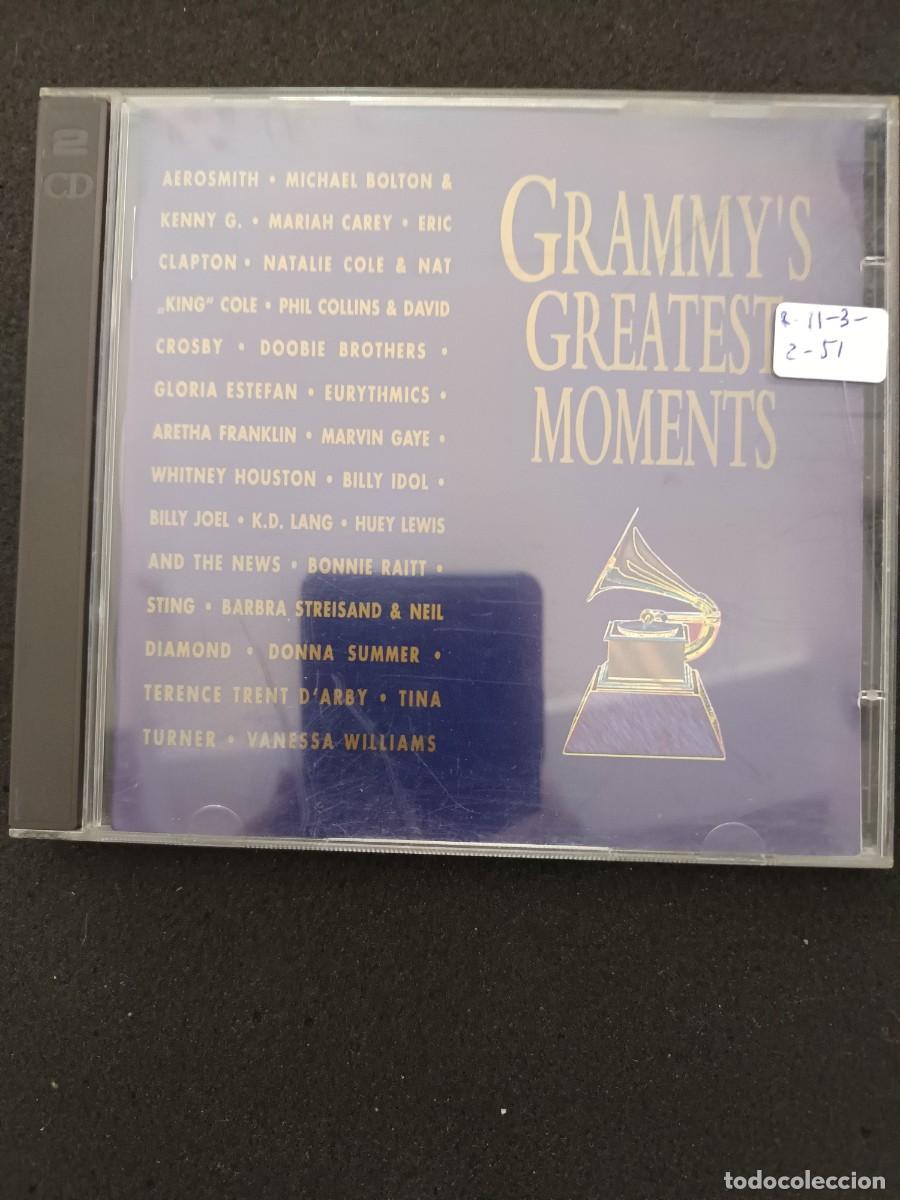 2
CD
AEROSMITH • MICHAEL BOLTON &
KENNY G. • MARIAH CAREY • ERIC
CLAPTON • NATALIE COLE & NAT
„KING" COLE • PHIL COLLINS & DAVID
CROSBY • DOOBIE BROTHERS •
GLORIA ESTEFAN • EURYTHMICS •
ARETHA FRANKLIN • MARVIN GAYE •
WHITNEY HOUSTON • BILLY IDOL •
BILLY JOEL • K.D. LANG • HUEY LEWIS
AND THE NEWS • BONNIE RAITT •
STING • BARBRA STREISAND & NEIL
DIAMOND • DONNA SUMMER •
TERENCE TRENT D'ARBY • TINA
TURNER • VANESSA WILLIAMS
GRAMMY'S
GREATEST
MOMENTS
11-3-
2-51
todocoleccion